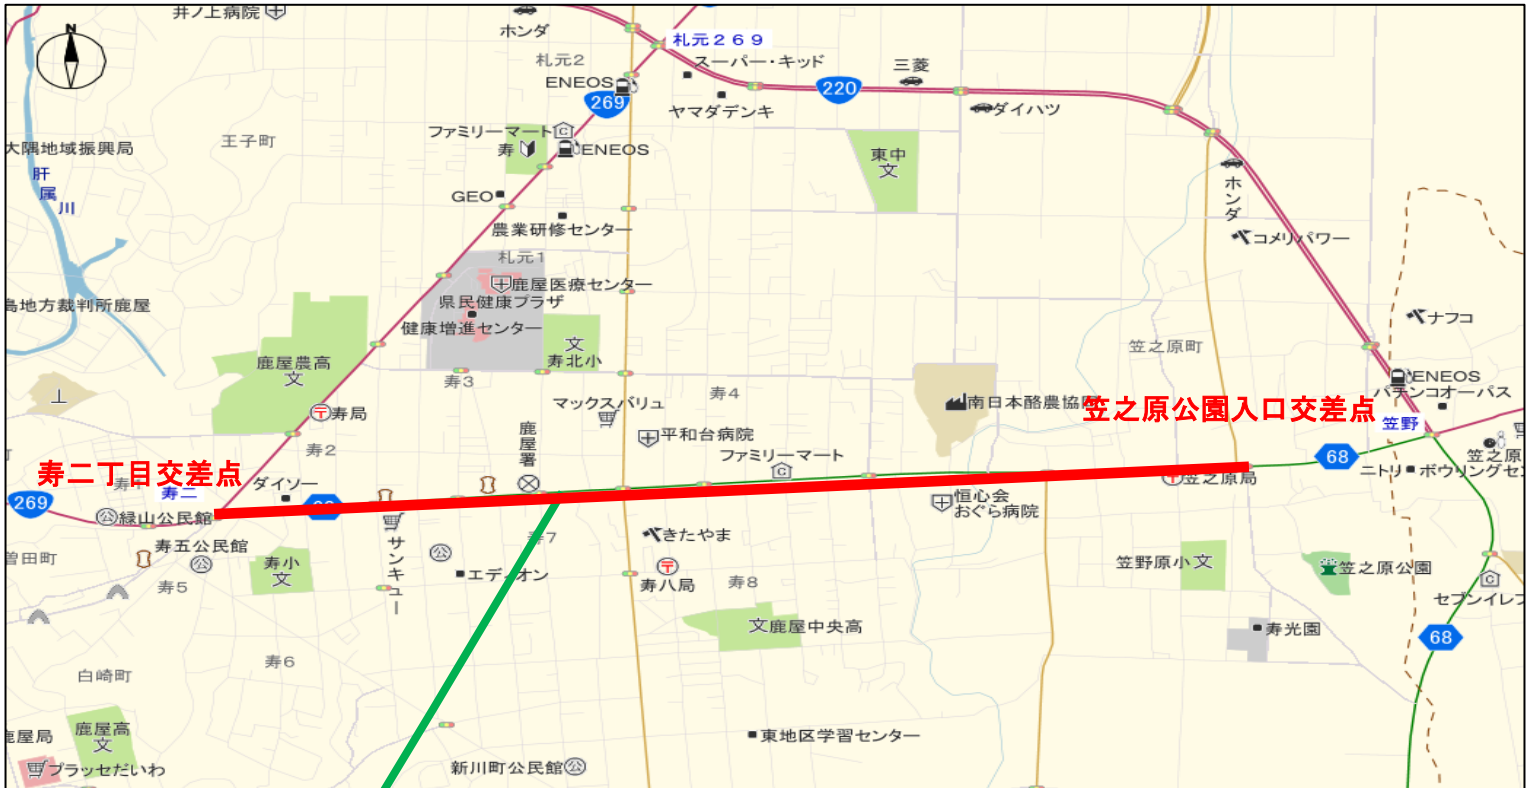 井ノ上病院
ホンダ
札元２６９
札元2
スーパー・キッド
三菱
ENEOS
220
269
ヤマダデンキ
ダイハツ
N
ファミリーマート
寿
ENEOS
王子町
大隅地域振興局
東中
文
肝
属
川
ホンダ
GEO
農業研修センター
コメリパワー
札元1
鹿屋医療センター
県民健康プラザ
島地方裁判所鹿屋
健康増進センター
ナフコ
笠之原町
文
寿北小
鹿屋農高
文
寿3
寿4
ENEOS
パチンコオーパス
マックスバリュ
南日本酪農協同
笠之原公園入口交差点
笠野
寿局
鹿屋署
平和台病院
寿2
ファミリーマート
68
笠之原
ニトリ
ボウリングセン
寿二丁目交差点
寿二
ダイソー
笠之原局
269
緑山公民館
恒心会
おぐら病院
サンキュー
寿7
きたやま
寿五公民館
曽田町
寿小
文
エディオン
笠野原小
文
笠之原公園
寿5
寿八局
寿8
セブンイレブ
文鹿屋中央高
寿光園
68
寿6
白崎町
鹿屋高
文
鹿屋局
東地区学習センター
プラッセだいわ
新川町公民館